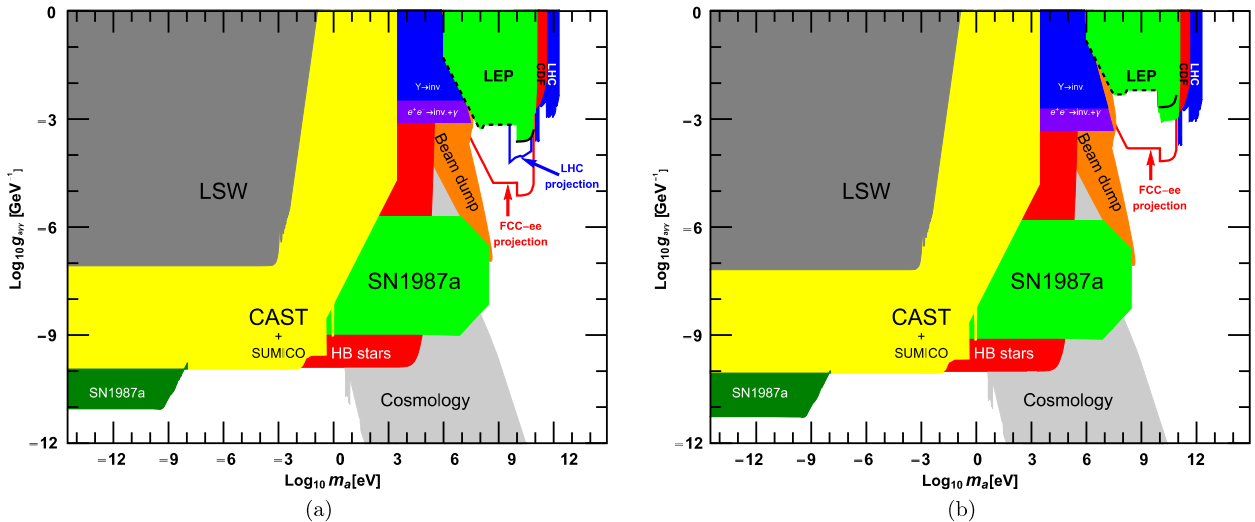 0
-3
-6
-9
-12
Log10 gaγγ [GeV−1]
LSW
CAST
+
SUMICO
SN1987a
HB stars
SN1987a
Cosmology
Υ→inv.
e+e−→inv.+γ
LEP
CDF
LHC
Beam dump
LHC
projection
FCC−ee
projection
=12
=9
=6
=3
0
3
6
9
12
Log10 ma[eV]
(a)
0
=3
=6
=9
=12
Log10 gaγγ [GeV−1]
LSW
CAST
+
SUMICO
SN1987a
HB stars
SN1987a
Cosmology
Υ→inv
e+e−→inv.+γ
LEP
CDF
LHC
Beam dump
FCC−ee
projection
−12
−9
−6
−3
0
3
6
9
12
Log10 ma[eV]
(b)